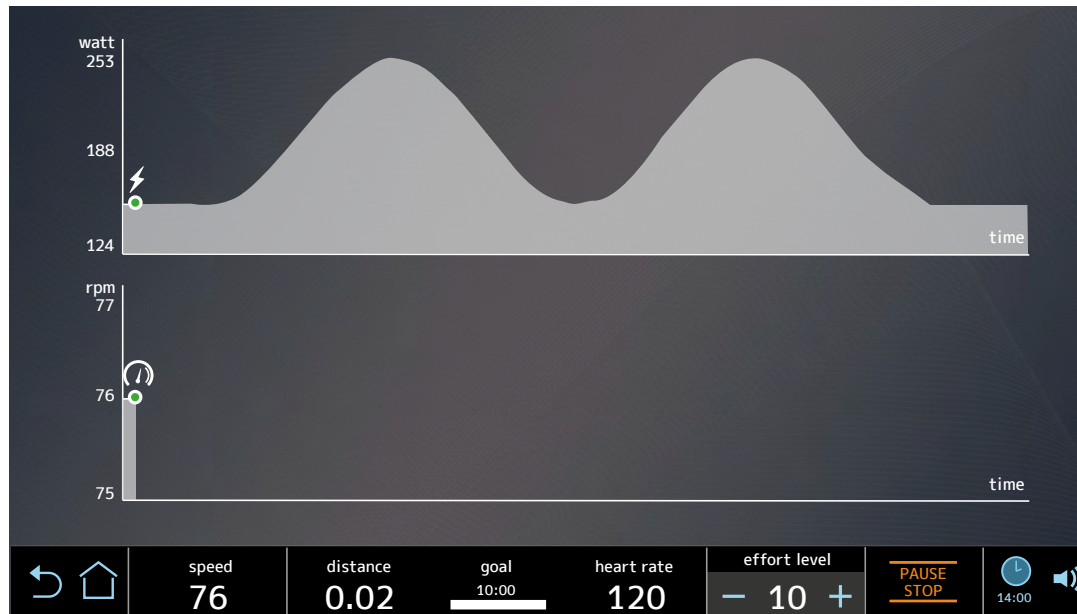 watt
253
188
124
time
rpm
77
76
75
time
speed
76
distance
0.02
goal
10:00
heart rate
120
effort level
− 10 +
PAUSE
STOP
14:00